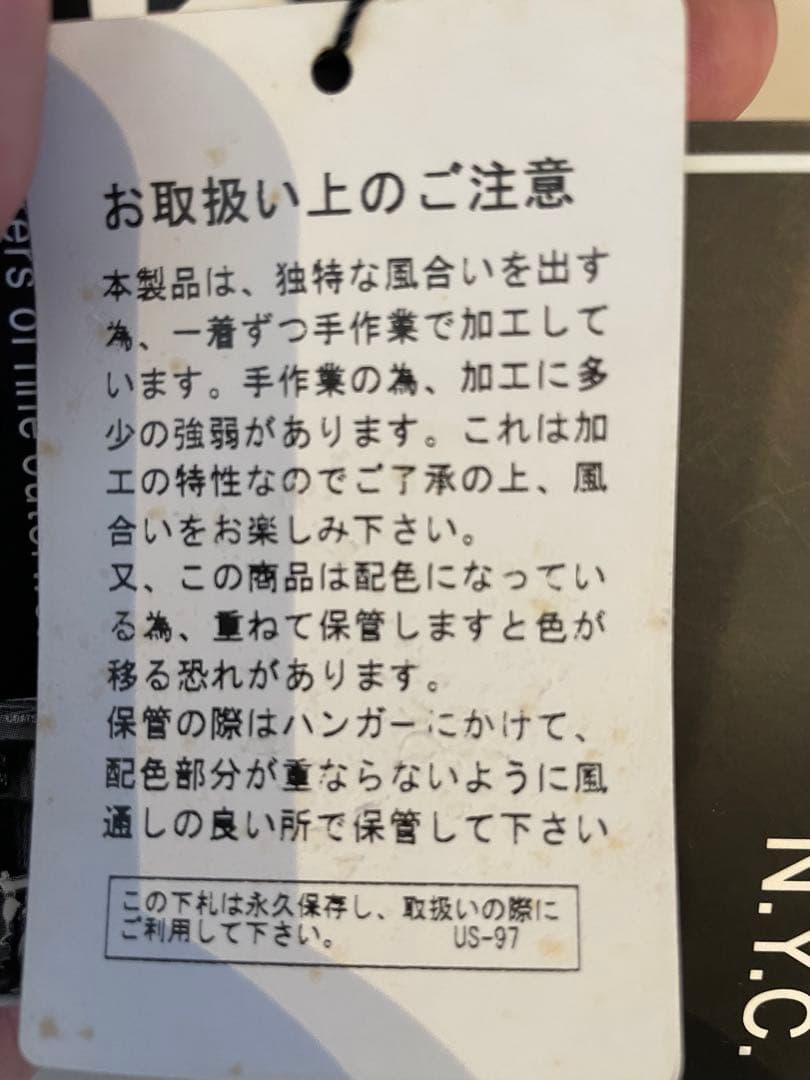 お取扱い上のご注意
本製品は、独特な風合いを出す
為、一着ずつ手作業で加工して
います。手作業の為、加工に多
少の強弱があります。これは加
工の特性なのでご了承の上、風
合いをお楽しみ下さい。
又、この商品は配色になってい
る為、重ねて保管しますと色が
移る恐れがあります。
保管の際はハンガーにかけて、
配色部分が重ならないように風
通しの良い所で保管して下さい
この下札は永久保存し、取扱いの際に
ご利用して下さい。 US-97
N.Y.C.